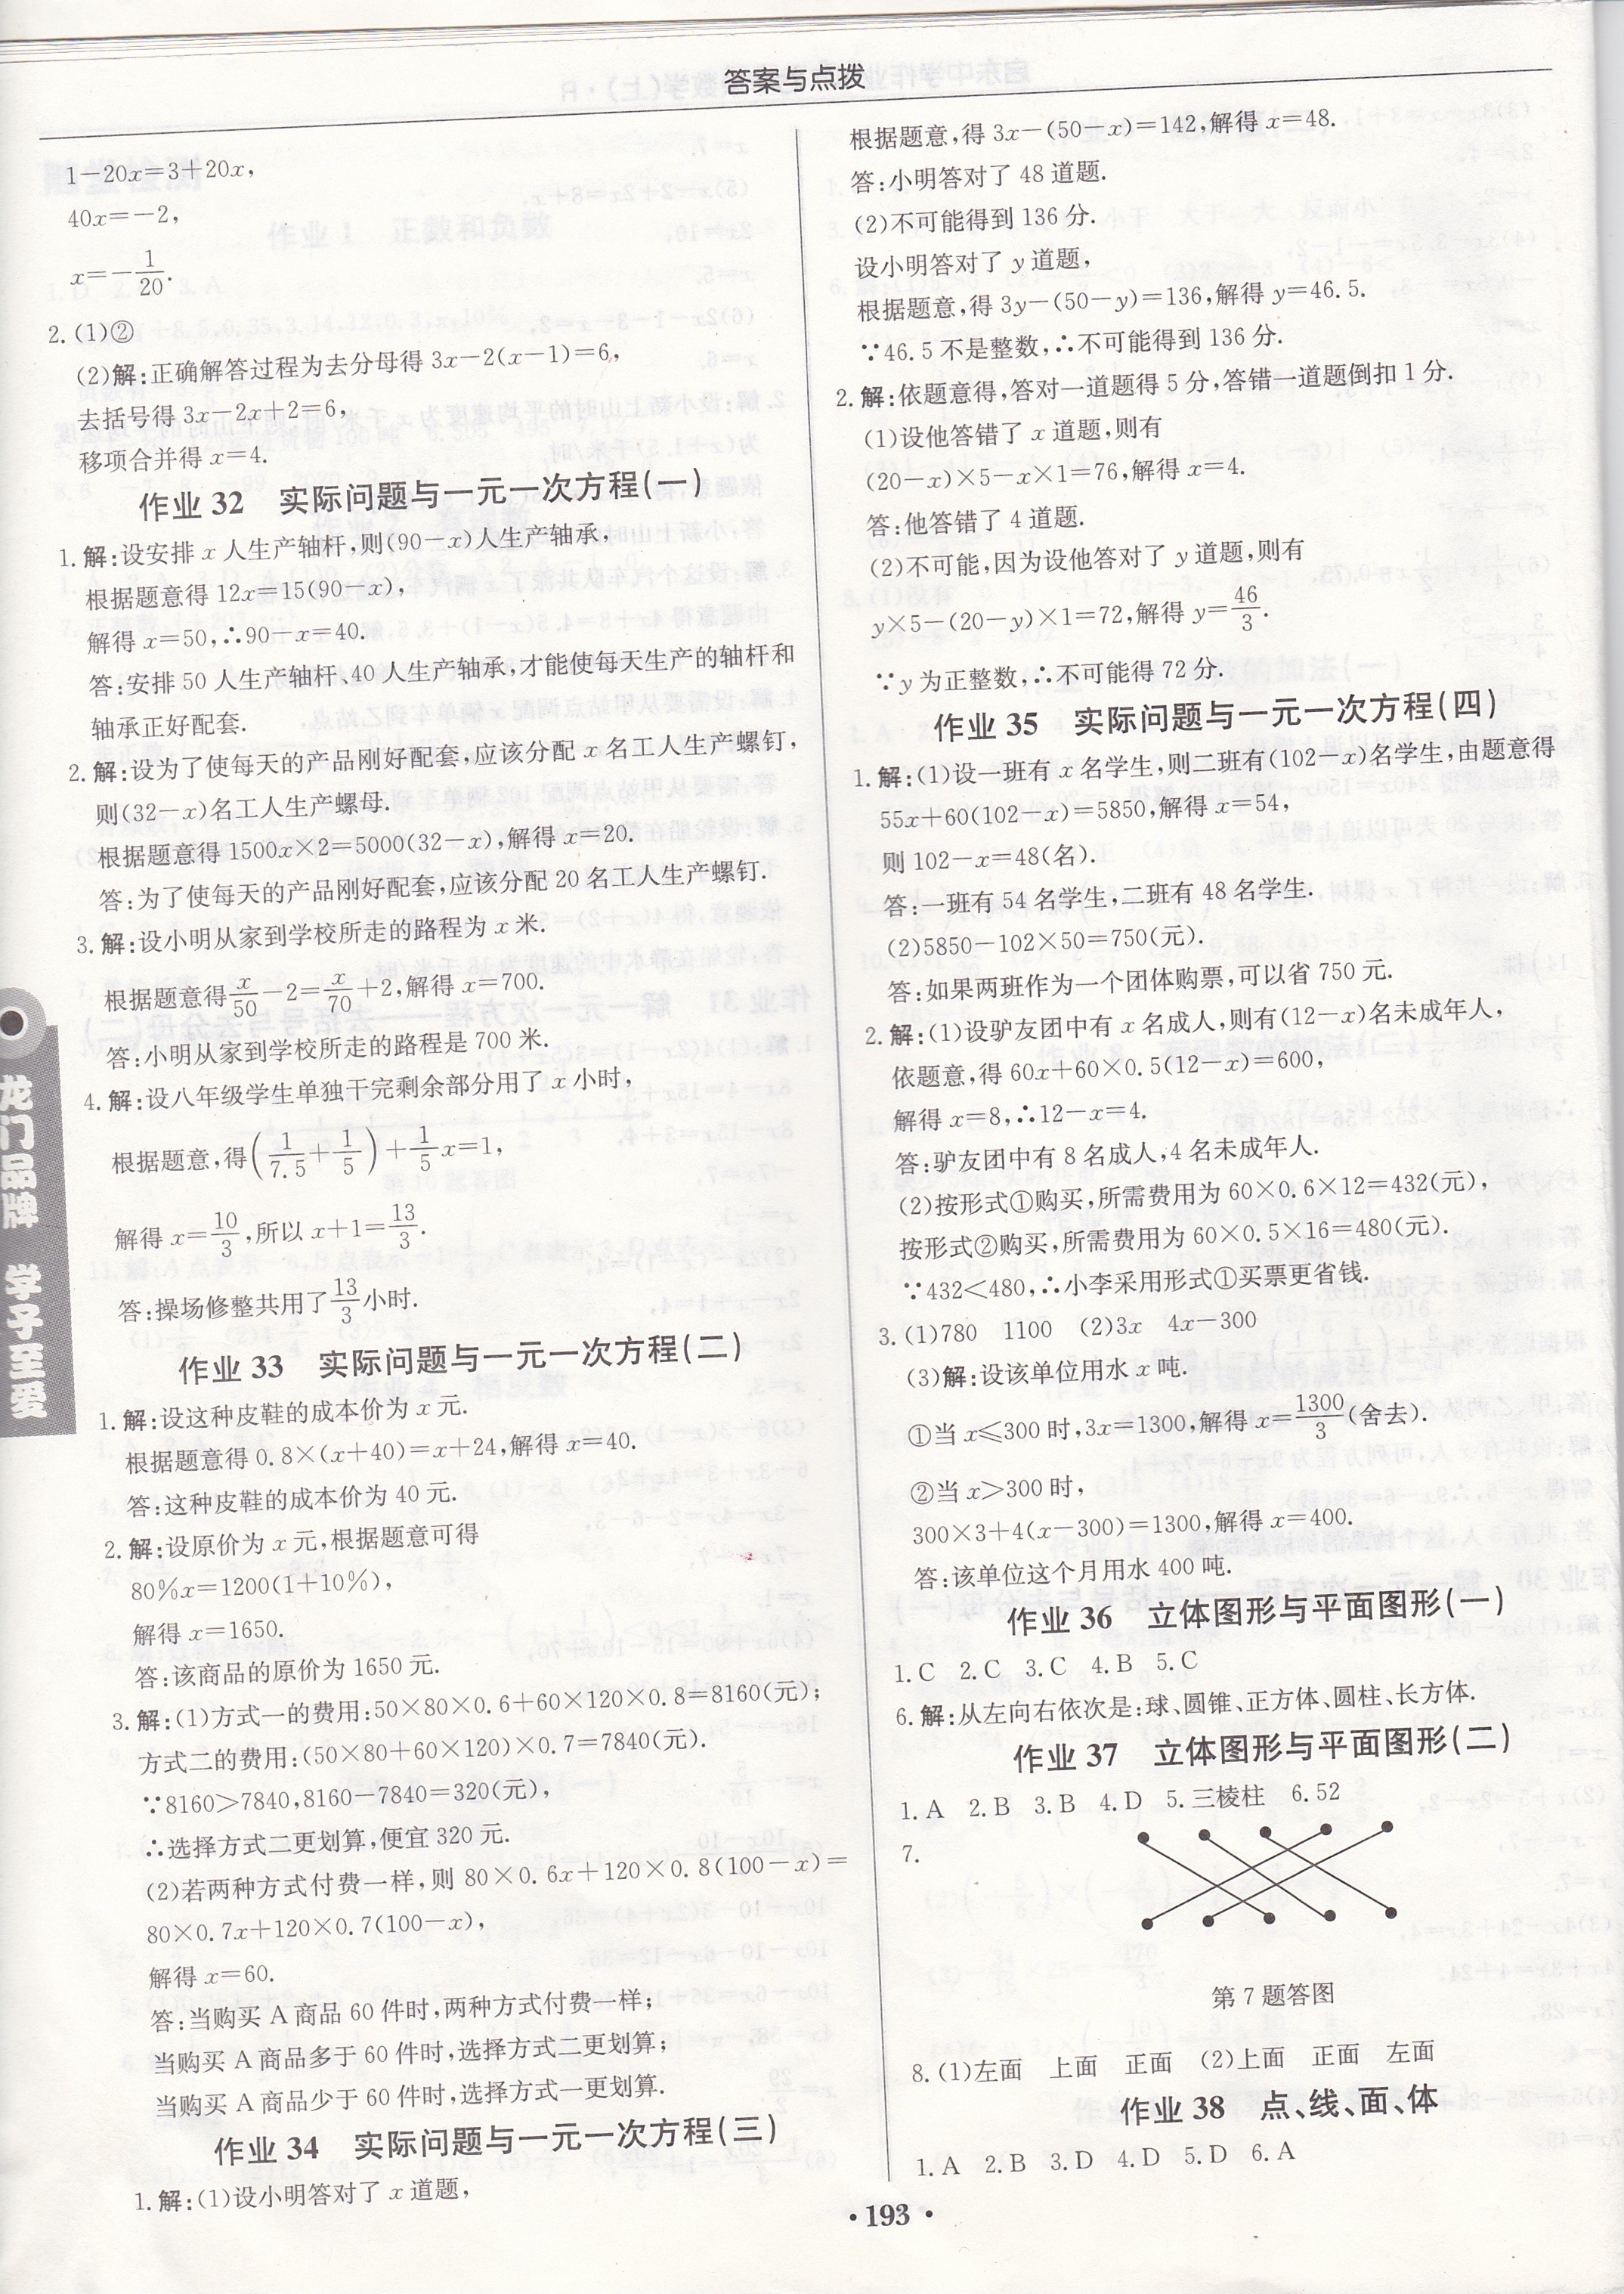 答案与点拨
1－20x＝3＋20x，
40x＝－2，
x＝－1/20.
2.(1)②
(2)解：正确解答过程为去分母得 3x－2(x－1)＝6，
去括号得 3x－2x＋2＝6，
移项合并得 x＝4.
作业 32　实际问题与一元一次方程(一)
1.解：设安排 x 人生产轴杆，则(90－x)人生产轴承，
根据题意得 12x＝15(90－x)，
解得 x＝50，∴90－x＝40.
答：安排 50 人生产轴杆、40 人生产轴承，才能使每天生产的轴杆和
轴承正好配套.
2.解：设为了使每天的产品刚好配套，应该分配 x 名工人生产螺钉，
则(32－x)名工人生产螺母.
根据题意得 1500x×2＝5000(32－x)，解得 x＝20.
答：为了使每天的产品刚好配套，应该分配 20 名工人生产螺钉.
3.解：设小明从家到学校所走的路程为 x 米.
根据题意得 x/50－2＝x/70＋2，解得 x＝700.
答：小明从家到学校所走的路程是 700 米.
4.解：设八年级学生单独干完剩余部分用了 x 小时，
根据题意，得(1/7.5＋1/5)＋1/5x＝1，
解得 x＝10/3，所以 x＋1＝13/3.
答：操场修整共用了13/3小时.
作业 33　实际问题与一元一次方程(二)
1.解：设这种皮鞋的成本价为 x 元.
根据题意得 0.8×(x＋40)＝x＋24，解得 x＝40.
答：这种皮鞋的成本价为 40 元.
2.解：设原价为 x 元，根据题意可得
80％x＝1200(1＋10％)，
解得 x＝1650.
答：该商品的原价为 1650 元.
3.解：(1)方式一的费用：50×80×0.6＋60×120×0.8＝8160(元)；
方式二的费用：(50×80＋60×120)×0.7＝7840(元).
∵8160＞7840，8160－7840＝320(元)，
∴选择方式二更划算，便宜 320 元.
(2)若两种方式付费一样，则 80×0.6x＋120×0.8(100－x)＝
80×0.7x＋120×0.7(100－x)，
解得 x＝60.
答：当购买 A 商品 60 件时，两种方式付费一样；
当购买 A 商品多于 60 件时，选择方式二更划算；
当购买 A 商品少于 60 件时，选择方式一更划算.
作业 34　实际问题与一元一次方程(三)
1.解：(1)设小明答对了 x 道题，
根据题意，得 3x－(50－x)＝142，解得 x＝48.
答：小明答对了 48 道题.
(2)不可能得到 136 分.
设小明答对了 y 道题，
根据题意，得 3y－(50－y)＝136，解得 y＝46.5.
∵46.5 不是整数，∴不可能得到 136 分.
2.解：依题意得，答对一道题得 5 分，答错一道题倒扣 1 分.
(1)设他答错了 x 道题，则有
(20－x)×5－x×1＝76，解得 x＝4.
答：他答错了 4 道题.
(2)不可能，因为设他答对了 y 道题，则有
y×5－(20－y)×1＝72，解得 y＝46/3.
∵y 为正整数，∴不可能得 72 分.
作业 35　实际问题与一元一次方程(四)
1.解：(1)设一班有 x 名学生，则二班有(102－x)名学生，由题意得
55x＋60(102－x)＝5850，解得 x＝54，
则 102－x＝48(名).
答：一班有 54 名学生，二班有 48 名学生.
(2)5850－102×50＝750(元).
答：如果两班作为一个团体购票，可以省 750 元.
2.解：(1)设驴友团中有 x 名成人，则有(12－x)名未成年人，
依题意，得 60x＋60×0.5(12－x)＝600，
解得 x＝8，∴12－x＝4.
答：驴友团中有 8 名成人，4 名未成年人.
(2)按形式①购买，所需费用为 60×0.6×12＝432(元)，
按形式②购买，所需费用为 60×0.5×16＝480(元).
∵432＜480，∴小李采用形式①买票更省钱.
3.(1)780　1100　(2)3x　4x－300
(3)解：设该单位用水 x 吨.
①当 x≤300 时，3x＝1300，解得 x＝1300/3(舍去).
②当 x＞300 时，
300×3＋4(x－300)＝1300，解得 x＝400.
答：该单位这个月用水 400 吨.
作业 36　立体图形与平面图形(一)
1.C　2.C　3.C　4.B　5.C
6.解：从左向右依次是：球、圆锥、正方体、圆柱、长方体.
作业 37　立体图形与平面图形(二)
1.A　2.B　3.B　4.D　5.三棱柱　6.52
7.
第 7 题答图
8.(1)左面　上面　正面　(2)上面　正面　左面
作业 38　点、线、面、体
1.A　2.B　3.D　4.D　5.D　6.A
龙门品牌　学子至爱
·193·